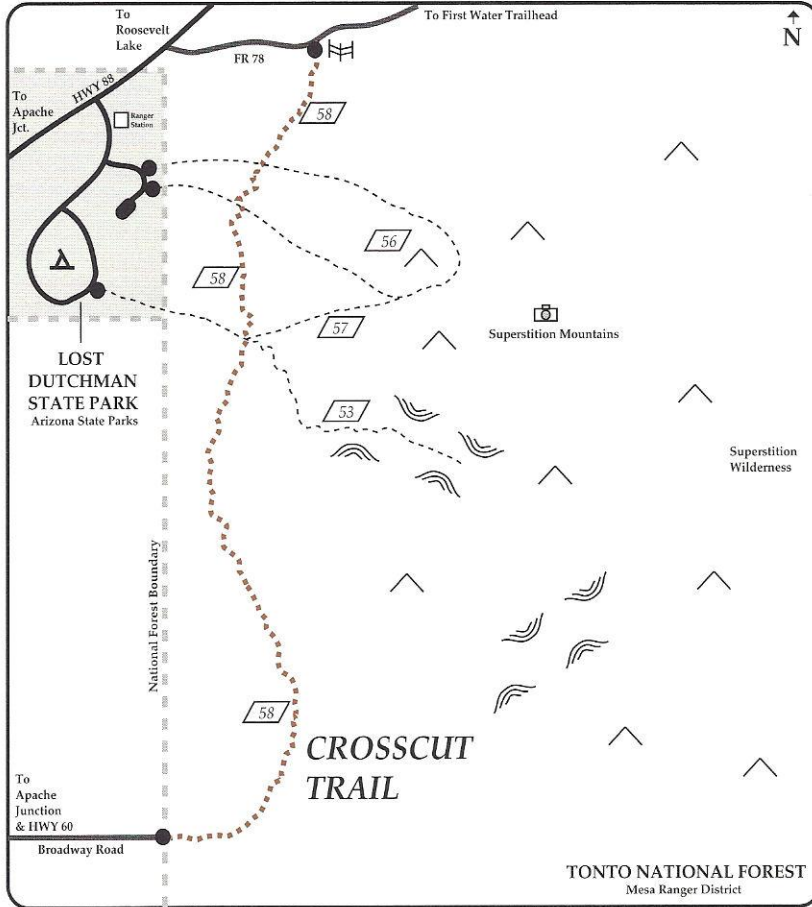 To
Roosevelt
Lake
To First Water Trailhead
N
FR 78
HWY 88
To
Apache
Jct.
Ranger
Station
58
56
58
57
Superstition Mountains
LOST
DUTCHMAN
STATE PARK
Arizona State Parks
53
Superstition
Wilderness
National Forest Boundary
58
CROSSCUT
TRAIL
To
Apache
Junction
& HWY 60
Broadway Road
TONTO NATIONAL FOREST
Mesa Ranger District